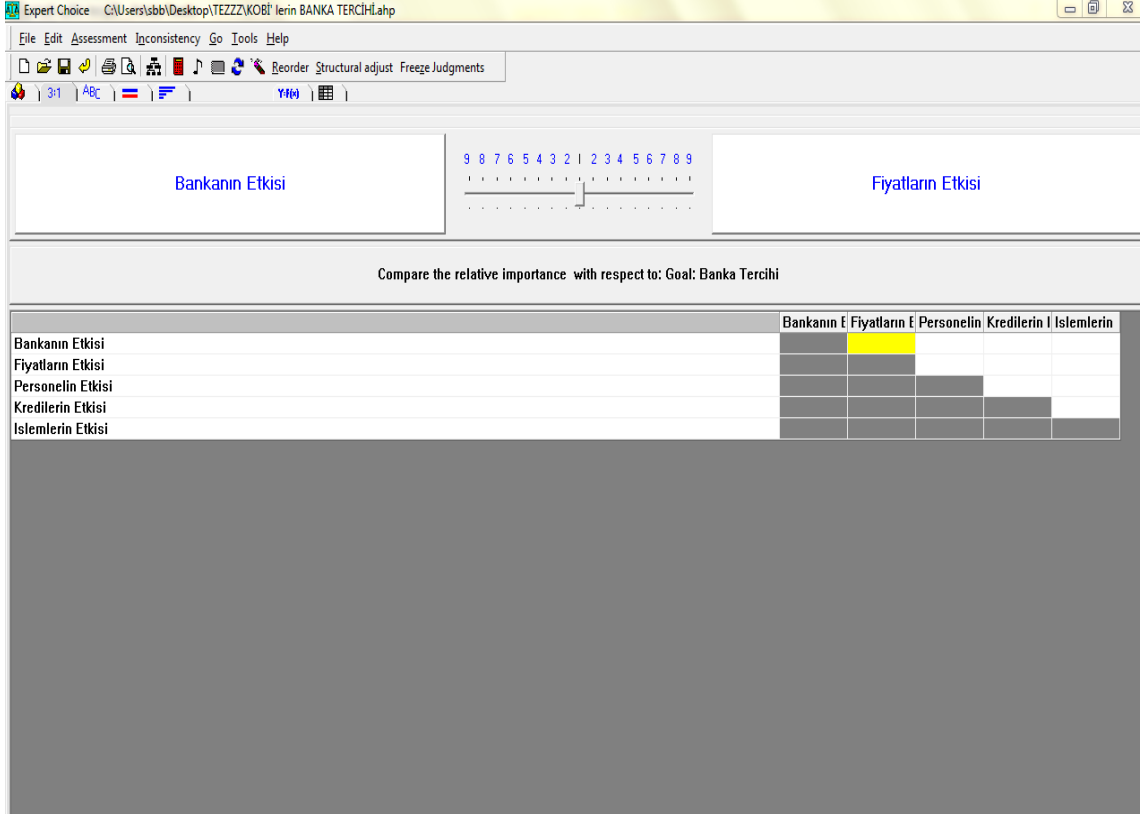 Expert Choice C:\Users\sbb\Desktop\TEZZZ\KOBİ' lerin BANKA TERCİHİ.ahp
File Edit Assessment Inconsistency Go Tools Help
Reorder Structural adjust Freeze Judgments
3:1 ABC Y=f(x)
9 8 7 6 5 4 3 2 1 2 3 4 5 6 7 8 9
Bankanın Etkisi Fiyatların Etkisi
Compare the relative importance with respect to: Goal: Banka Tercihi
Bankanın E Fiyatların E Personelin Kredilerin I Islemlerin
Bankanın Etkisi
Fiyatların Etkisi
Personelin Etkisi
Kredilerin Etkisi
Islemlerin Etkisi